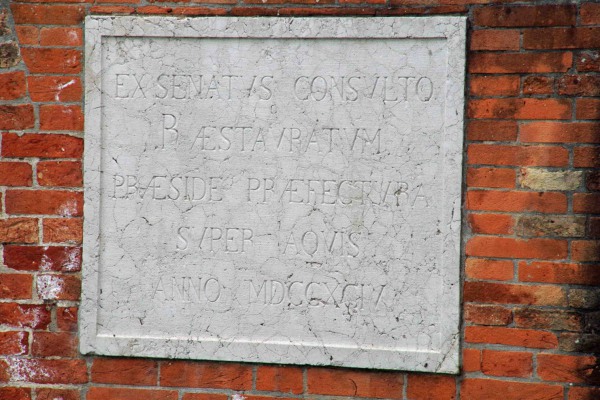 EX SENATVS CONSVLTO
RÆSTAVRATVM
PRÆSIDE PRÆFECTVRA
SVPER AQVIS
ANNO MDCCXCIV